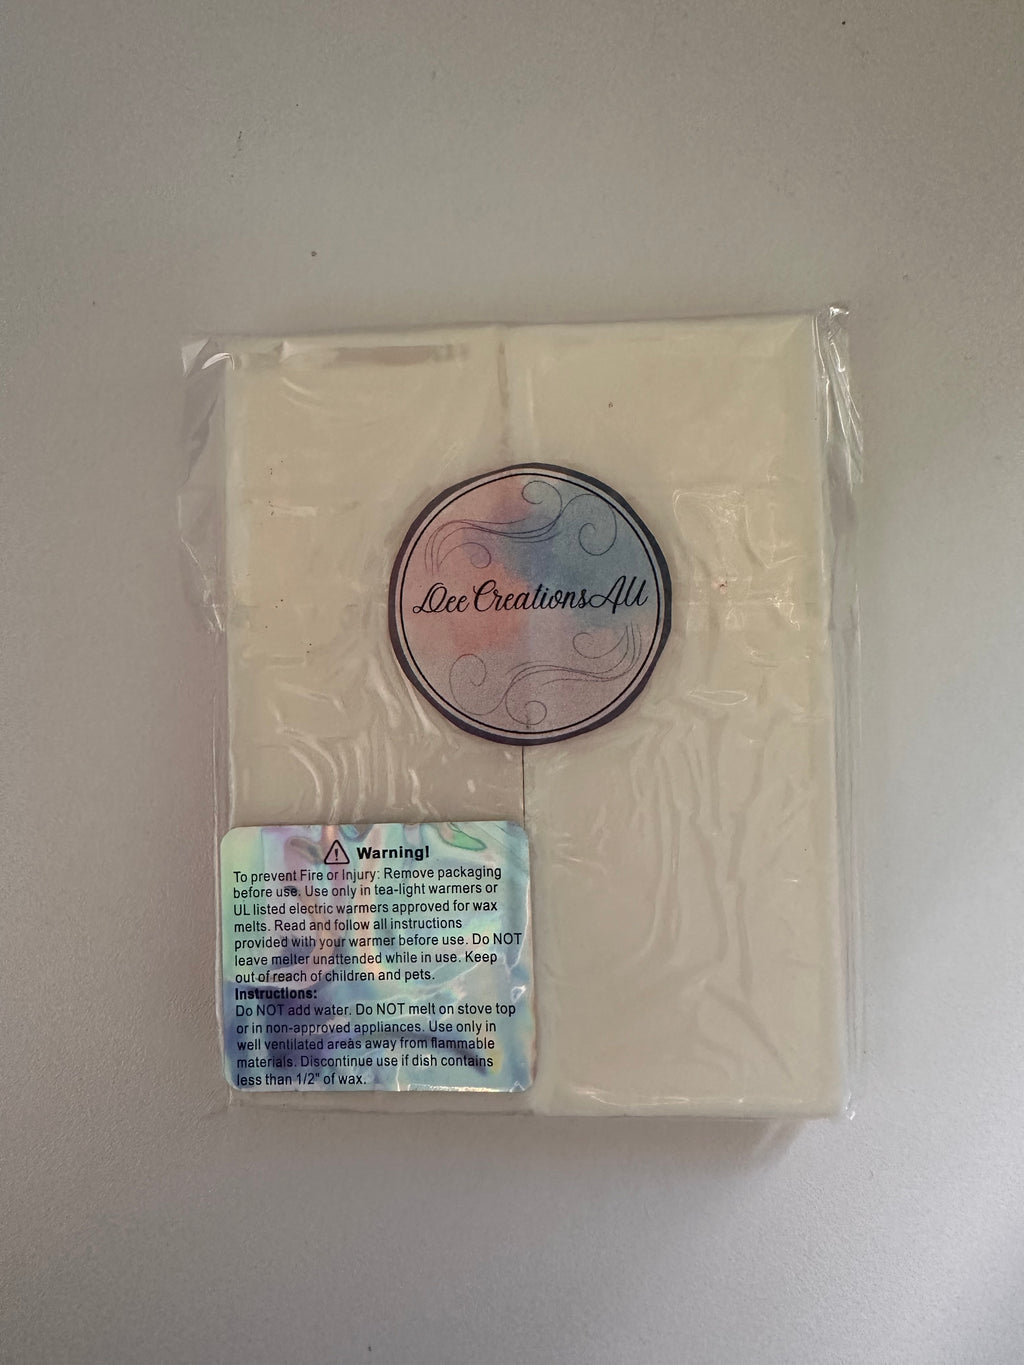 Dee CreationsAU
Warning!
To prevent Fire or Injury: Remove packaging
before use. Use only in tea-light warmers or
UL listed electric warmers approved for wax
melts. Read and follow all instructions
provided with your warmer before use. Do NOT
leave melter unattended while in use. Keep
out of reach of children and pets.
Instructions:
Do NOT add water. Do NOT melt on stove top
or in non-approved appliances. Use only in
well ventilated areas away from flammable
materials. Discontinue use if dish contains
less than 1/2" of wax.